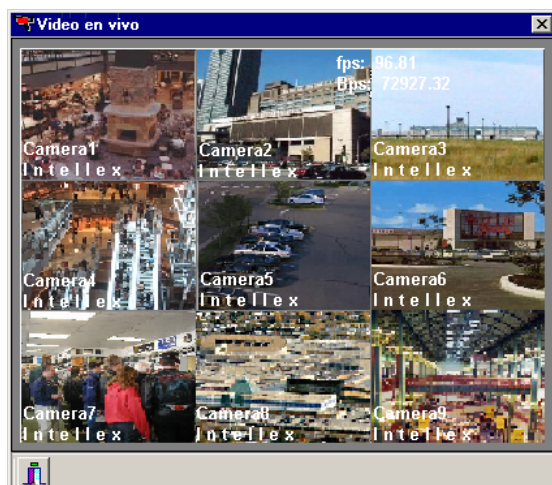 Video en vivo
fps: 96.81
Bps: 72927.32
Camera1
Intellex
Camera2
Intellex
Camera3
Intellex
Camera4
Intellex
Camera5
Intellex
Camera6
Intellex
Camera7
Intellex
Camera8
Intellex
Camera9
Intellex